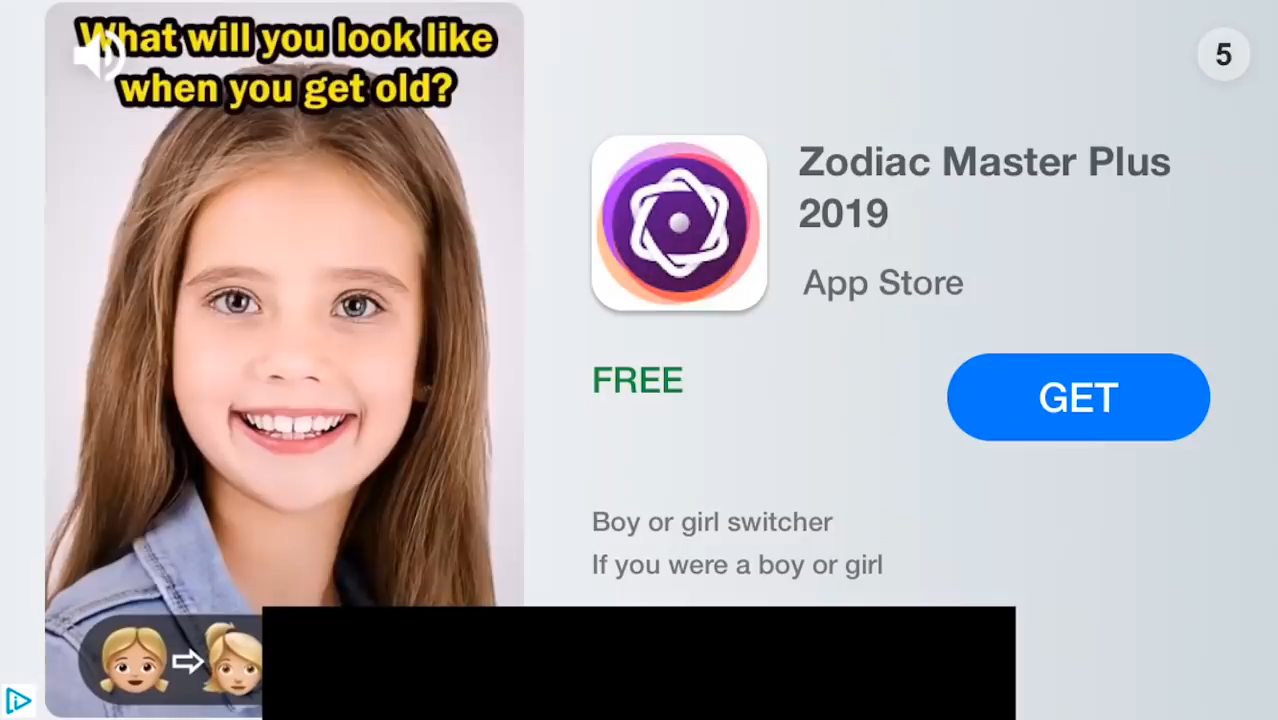 What will you look like
when you get old?
5
Zodiac Master Plus
2019
App Store
FREE
GET
Boy or girl switcher
If you were a boy or girl